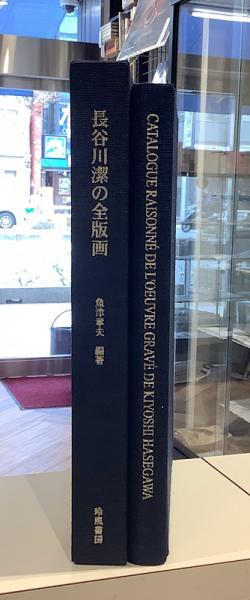 長谷川潔の全版画
魚津章夫 編著
玲風書房
CATALOGUE RAISONNÉ DE L'OEUVRE GRAVÉ DE KIYOSHI HASEGAWA